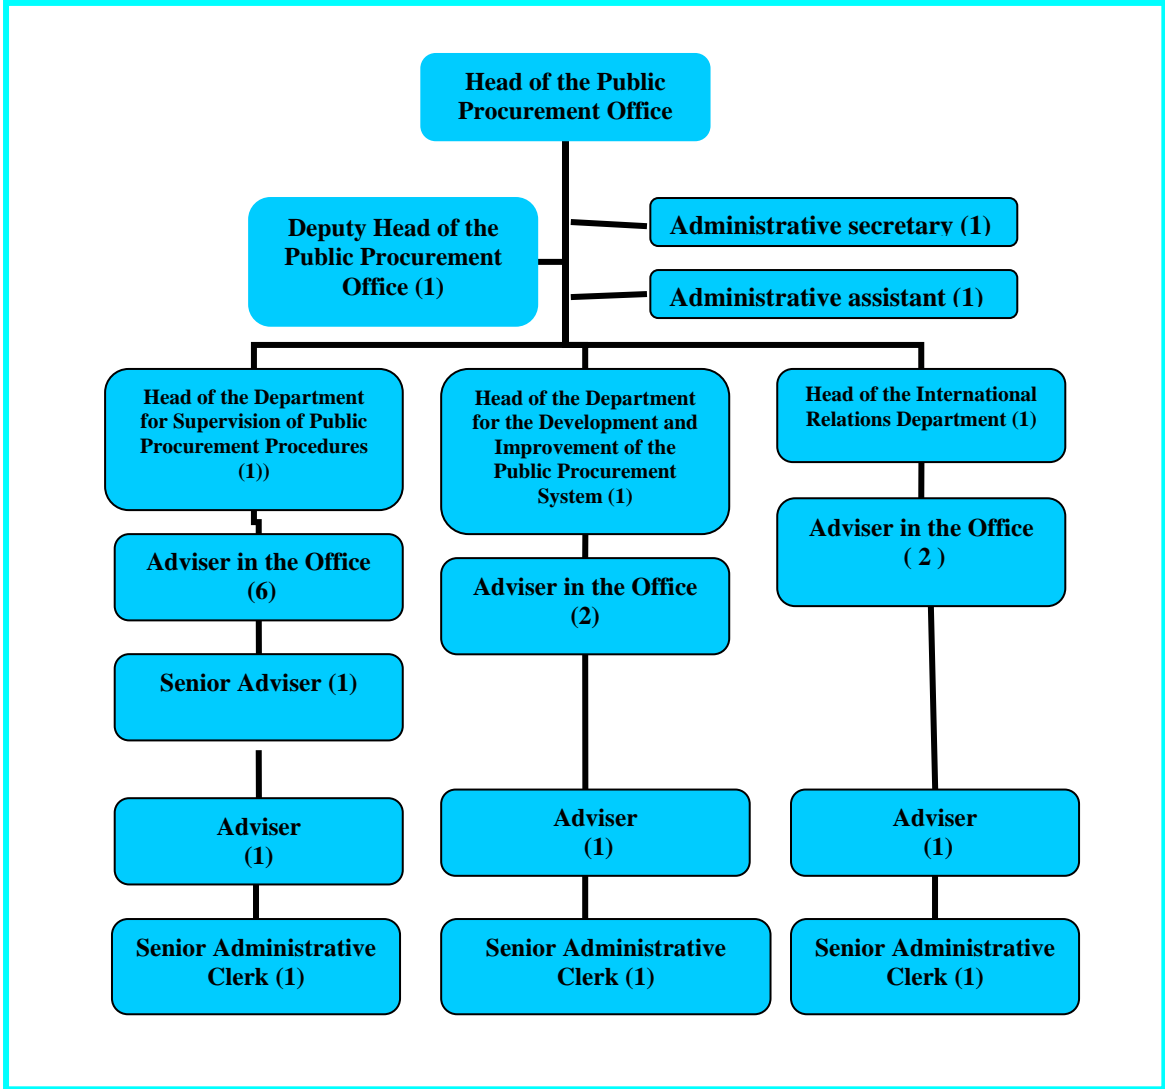 Head of the Public
Procurement Office
Deputy Head of the
Public Procurement
Office (1)
Administrative secretary (1)
Administrative assistant (1)
Head of the Department
for Supervision of Public
Procurement Procedures
(1))
Head of the Department
for the Development and
Improvement of the
Public Procurement
System (1)
Head of the International
Relations Department (1)
Adviser in the Office
(6)
Adviser in the Office
(2)
Adviser in the Office
( 2 )
Senior Adviser (1)
Adviser
(1)
Adviser
(1)
Adviser
(1)
Senior Administrative
Clerk (1)
Senior Administrative
Clerk (1)
Senior Administrative
Clerk (1)